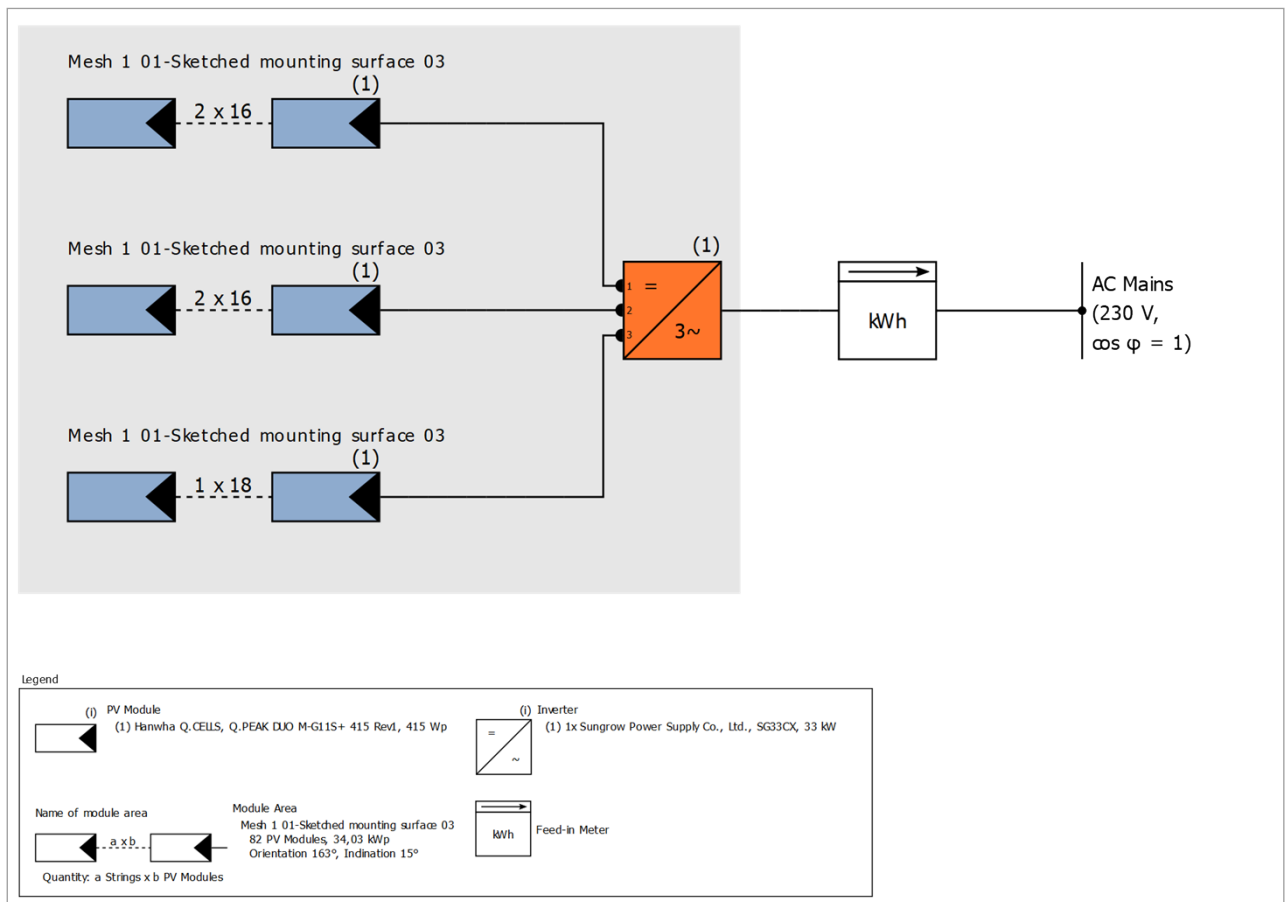 Mesh 1 01-Sketched mounting surface 03
(1)
2 x 16
Mesh 1 01-Sketched mounting surface 03
(1)
2 x 16
Mesh 1 01-Sketched mounting surface 03
(1)
1 x 18
(1)
1
=
2
3
3~
kWh
AC Mains
(230 V,
cos φ = 1)
Legend
(i) PV Module
(1) Hanwha Q.CELLS, Q.PEAK DUO M-G11S+ 415 Rev1, 415 Wp
(i) Inverter
(1) 1x Sungrow Power Supply Co., Ltd., SG33CX, 33 kW
=
~
Name of module area
a x b
Quantity: a Strings x b PV Modules
Module Area
Mesh 1 01-Sketched mounting surface 03
82 PV Modules, 34,03 kWp
Orientation 163°, Inclination 15°
kWh
Feed-in Meter